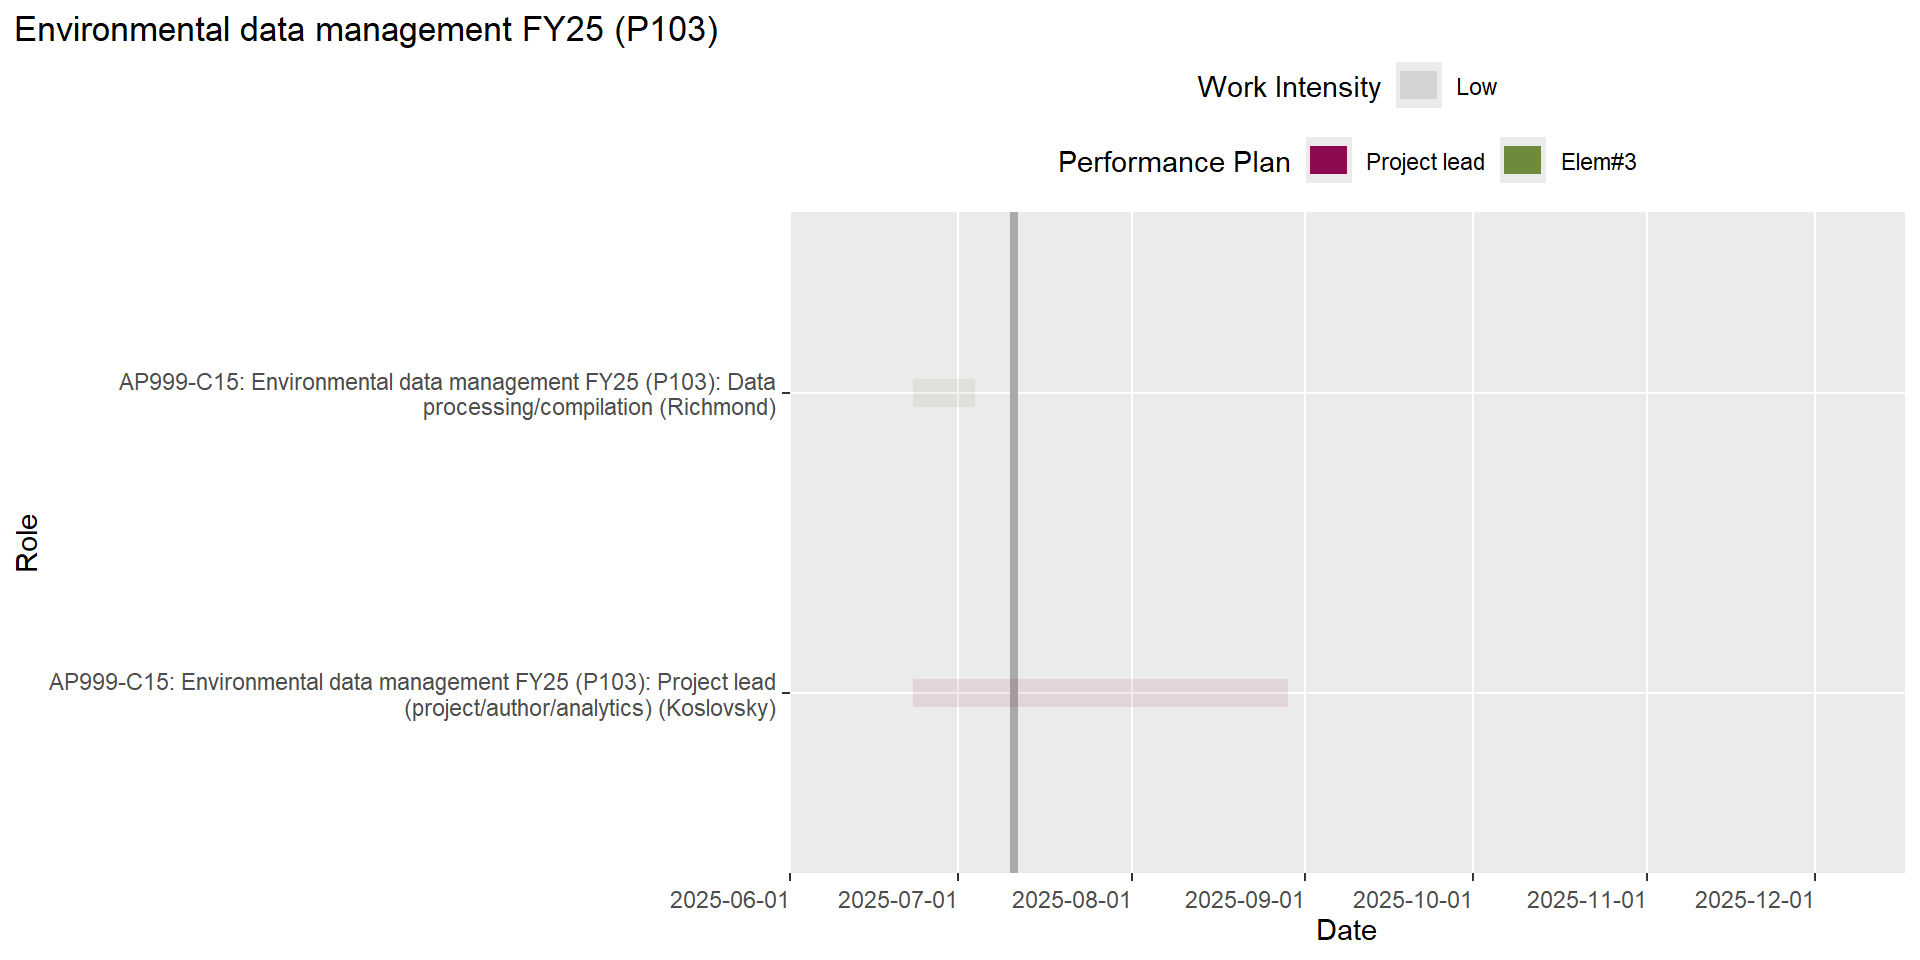 Environmental data management FY25 (P103)
Work Intensity Low
Performance Plan Project lead Elem#3
AP999-C15: Environmental data management FY25 (P103): Data
processing/compilation (Richmond)
Role
AP999-C15: Environmental data management FY25 (P103): Project lead
(project/author/analytics) (Koslovsky)
2025-06-01 2025-07-01 2025-08-01 2025-09-01 2025-10-01 2025-11-01 2025-12-01
Date